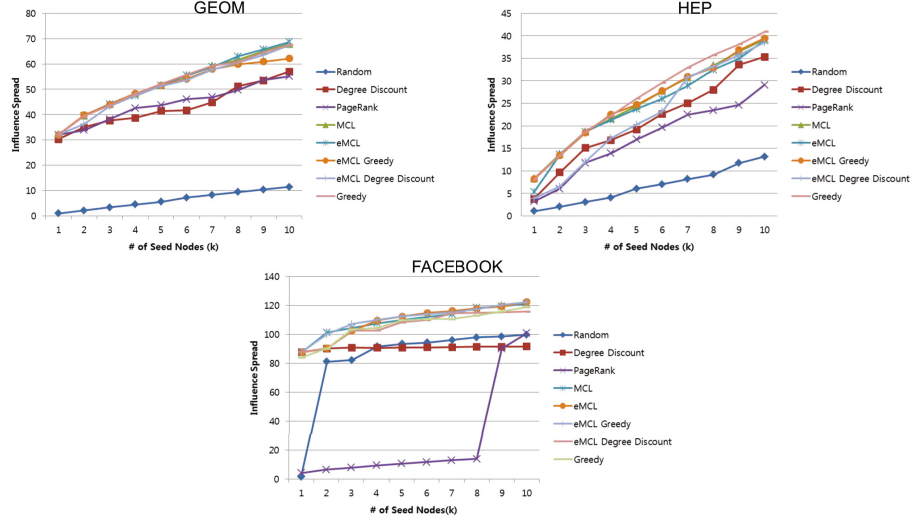 GEOM
80
70
60
50
40
30
20
10
0
Influence Spread
1 2 3 4 5 6 7 8 9 10
# of Seed Nodes (k)
Random
Degree Discount
PageRank
MCL
eMCL
eMCL Greedy
eMCL Degree Discount
Greedy
HEP
45
40
35
30
25
20
15
10
5
0
Influence Spread
1 2 3 4 5 6 7 8 9 10
# of Seed Nodes (k)
Random
Degree Discount
PageRank
MCL
eMCL
eMCL Greedy
eMCL Degree Discount
Greedy
FACEBOOK
140
120
100
80
60
40
20
0
Influence Spread
1 2 3 4 5 6 7 8 9 10
# of Seed Nodes(k)
Random
Degree Discount
PageRank
MCL
eMCL
eMCL Greedy
eMCL Degree Discount
Greedy